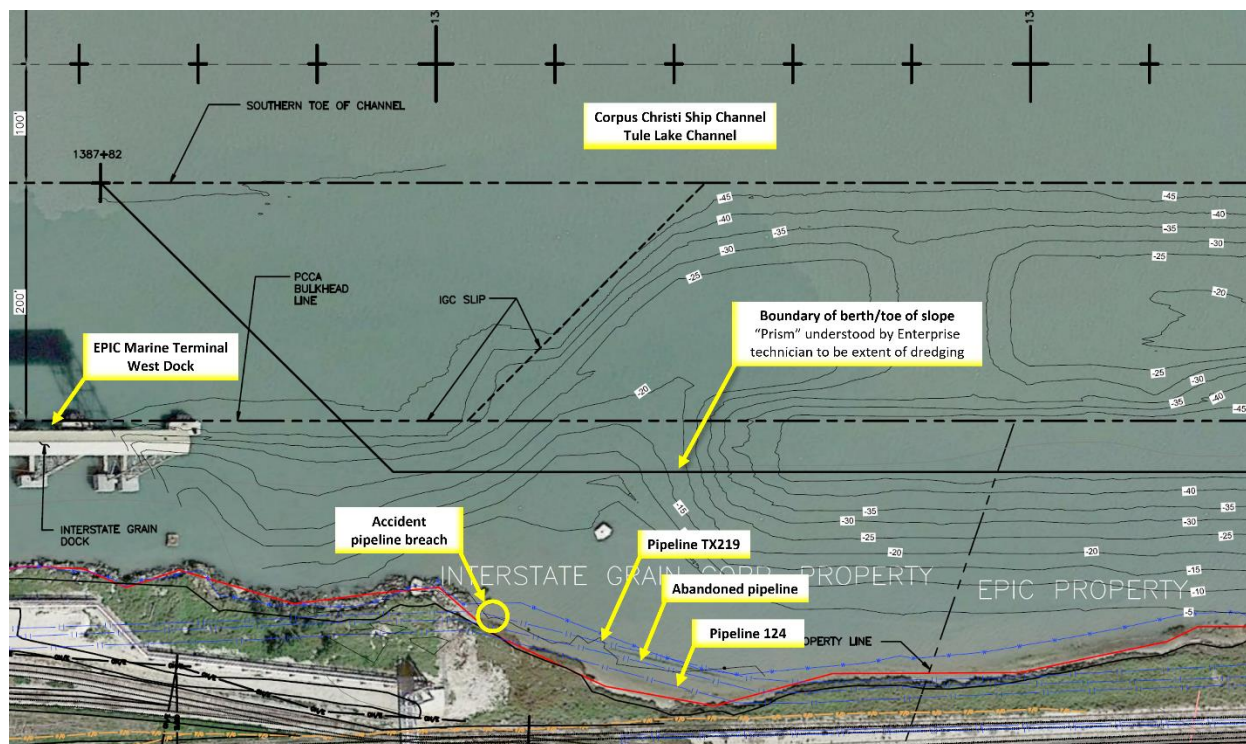 13
13
SOUTHERN TOE OF CHANNEL
100'
Corpus Christi Ship Channel
Tule Lake Channel
1387+82
-45
-40
-35
-30
-25
-45
-40
-35
-30
-25
-20
PCCA
BULKHEAD
LINE
IGC SLIP
200'
Boundary of berth/toe of slope
“Prism” understood by Enterprise
technician to be extent of dredging
EPIC Marine Terminal
West Dock
-20
-25
-30
-35
-40
-45
-15
-40
-35
-30
-25
-20
-35
-30
-25
-20
-15
-10
-5
INTERSTATE GRAIN
DOCK
Accident
pipeline breach
Pipeline TX219
INTERSTATE GRAIN CORP. PROPERTY
EPIC PROPERTY
Abandoned pipeline
Pipeline 124
PROPERTY LINE